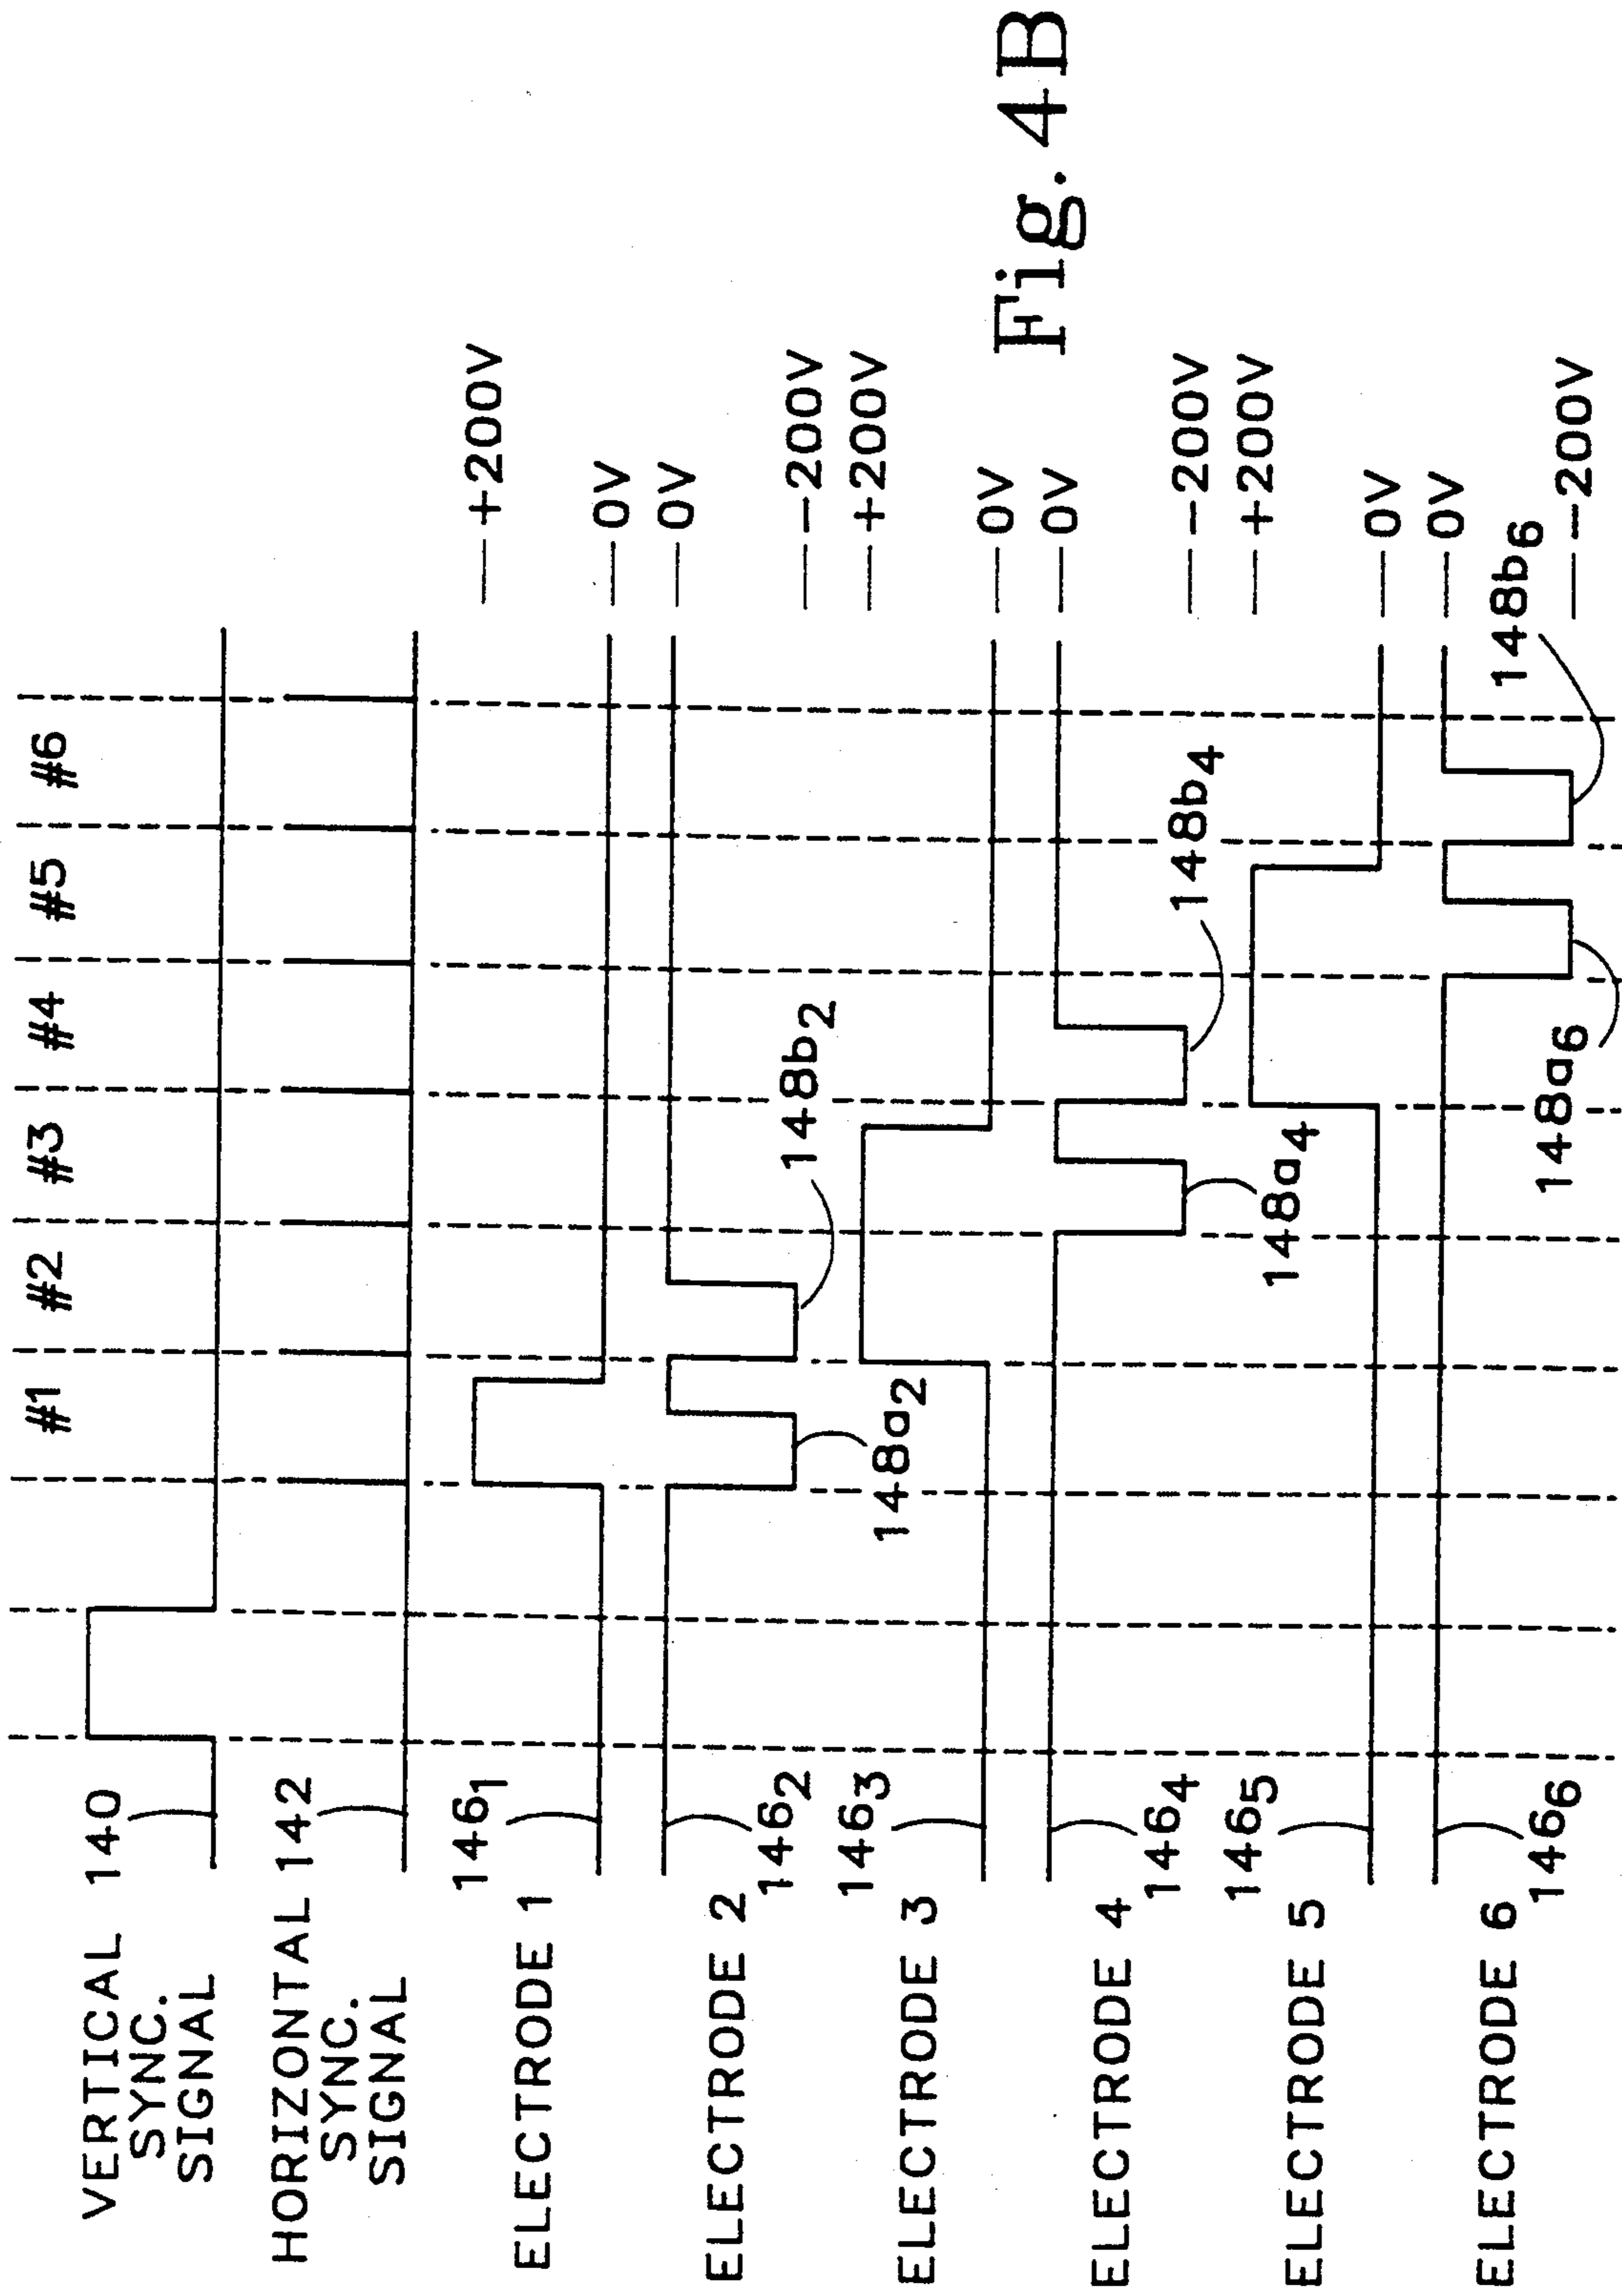 #1 #2 #3 #4 #5 #6
VERTICAL 140
SYNC.
SIGNAL
HORIZONTAL 142
SYNC.
SIGNAL
146₁
ELECTRODE 1
--+200V
--0V
--0V
ELECTRODE 2
146₂
148a₂
148b₂
---200V
--+200V
146₃
ELECTRODE 3
--0V
--0V
ELECTRODE 4
146₄
148a₄
148b₄
---200V
--+200V
146₅
ELECTRODE 5
--0V
--0V
ELECTRODE 6
146₆
148a₆
148b₆
---200V
Fig. 4B